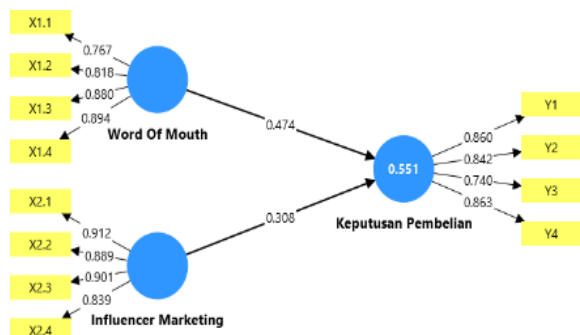 X1.1
0.767
X1.2
0.818
X1.3
0.880
0.894
X1.4
Word Of Mouth
0.474
X2.1
0.912
X2.2
0.889
0.901
X2.3
0.839
X2.4
Influencer Marketing
0.308
0.551
Keputusan Pembelian
Y1
0.860
Y2
0.842
0.740
Y3
0.863
Y4